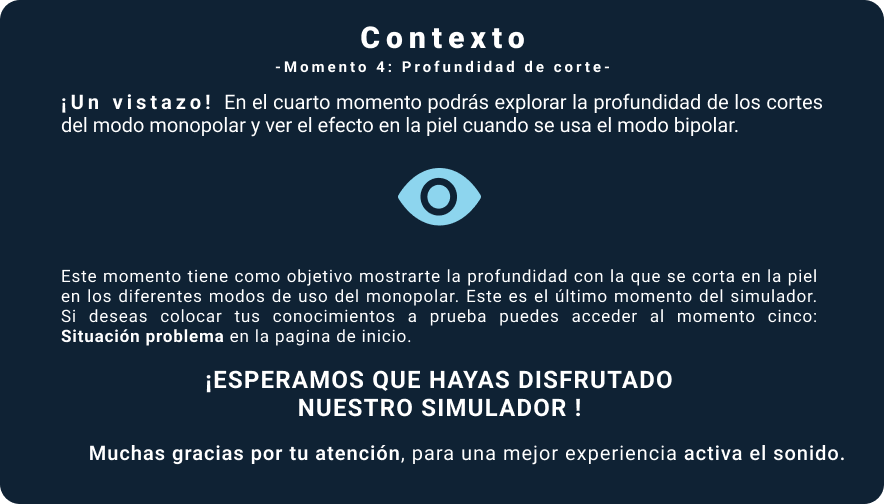 Contexto
-Momento 4: Profundidad de corte-
¡Un vistazo! En el cuarto momento podrás explorar la profundidad de los cortes
del modo monopolar y ver el efecto en la piel cuando se usa el modo bipolar.
Este momento tiene como objetivo mostrarte la profundidad con la que se corta en la piel
en los diferentes modos de uso del monopolar. Este es el último momento del simulador.
Si deseas colocar tus conocimientos a prueba puedes acceder al momento cinco:
Situación problema en la pagina de inicio.
¡ESPERAMOS QUE HAYAS DISFRUTADO
NUESTRO SIMULADOR !
Muchas gracias por tu atención, para una mejor experiencia activa el sonido.